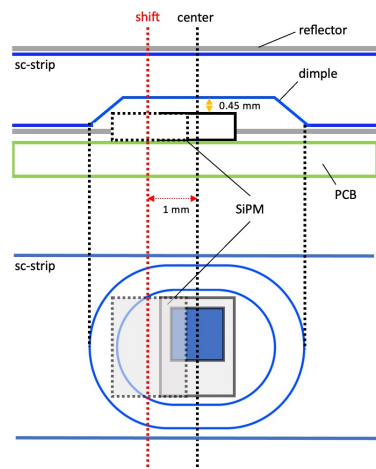 shift center
reflector
sc-strip
dimple
0.45 mm
PCB
1 mm
SiPM
sc-strip